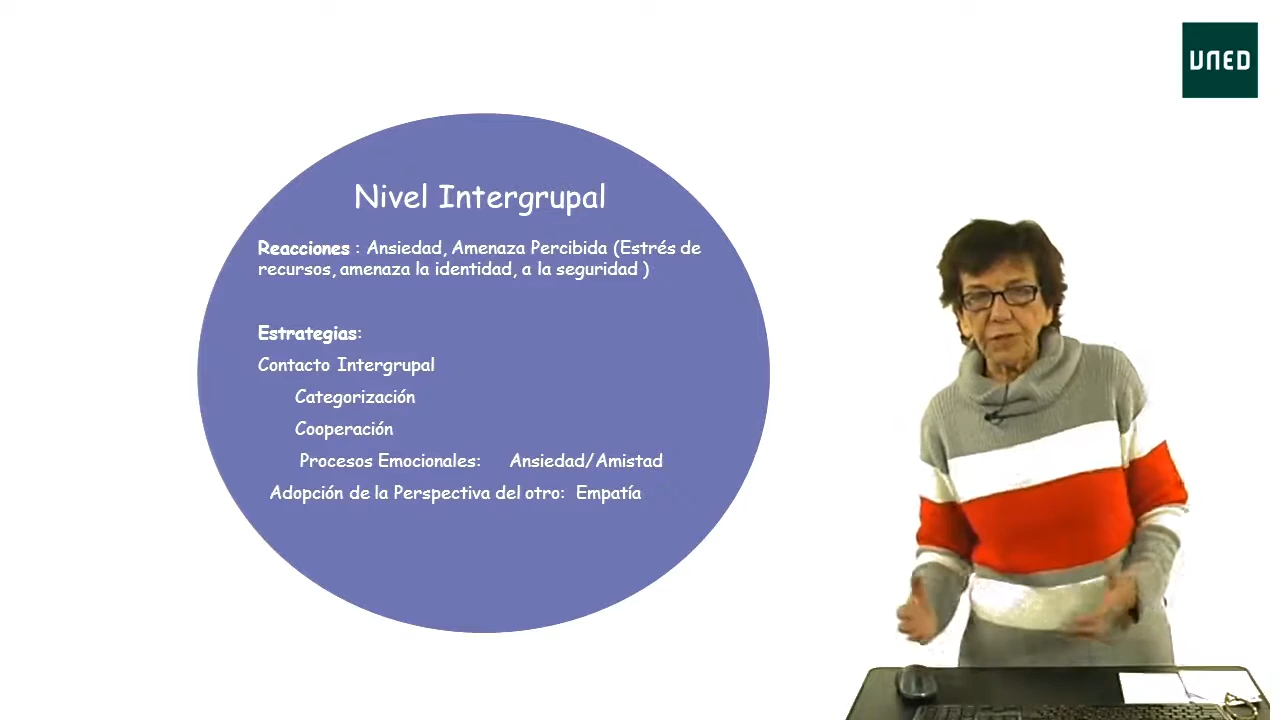 UNED
Nivel Intergrupal
Reacciones : Ansiedad, Amenaza Percibida (Estrés de
recursos, amenaza la identidad, a la seguridad )
Estrategias:
Contacto Intergrupal
Categorización
Cooperación
Procesos Emocionales: Ansiedad/Amistad
Adopción de la Perspectiva del otro: Empatía